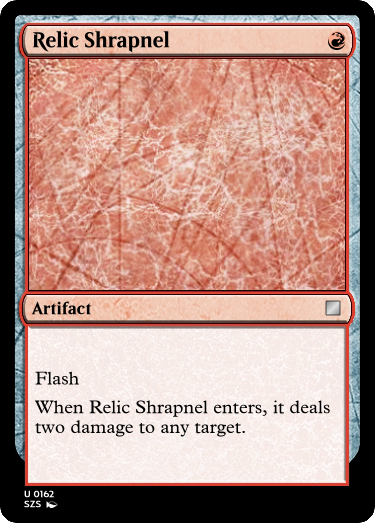 Relic Shrapnel
Artifact
Flash
When Relic Shrapnel enters, it deals
two damage to any target.
U 0162
SZS